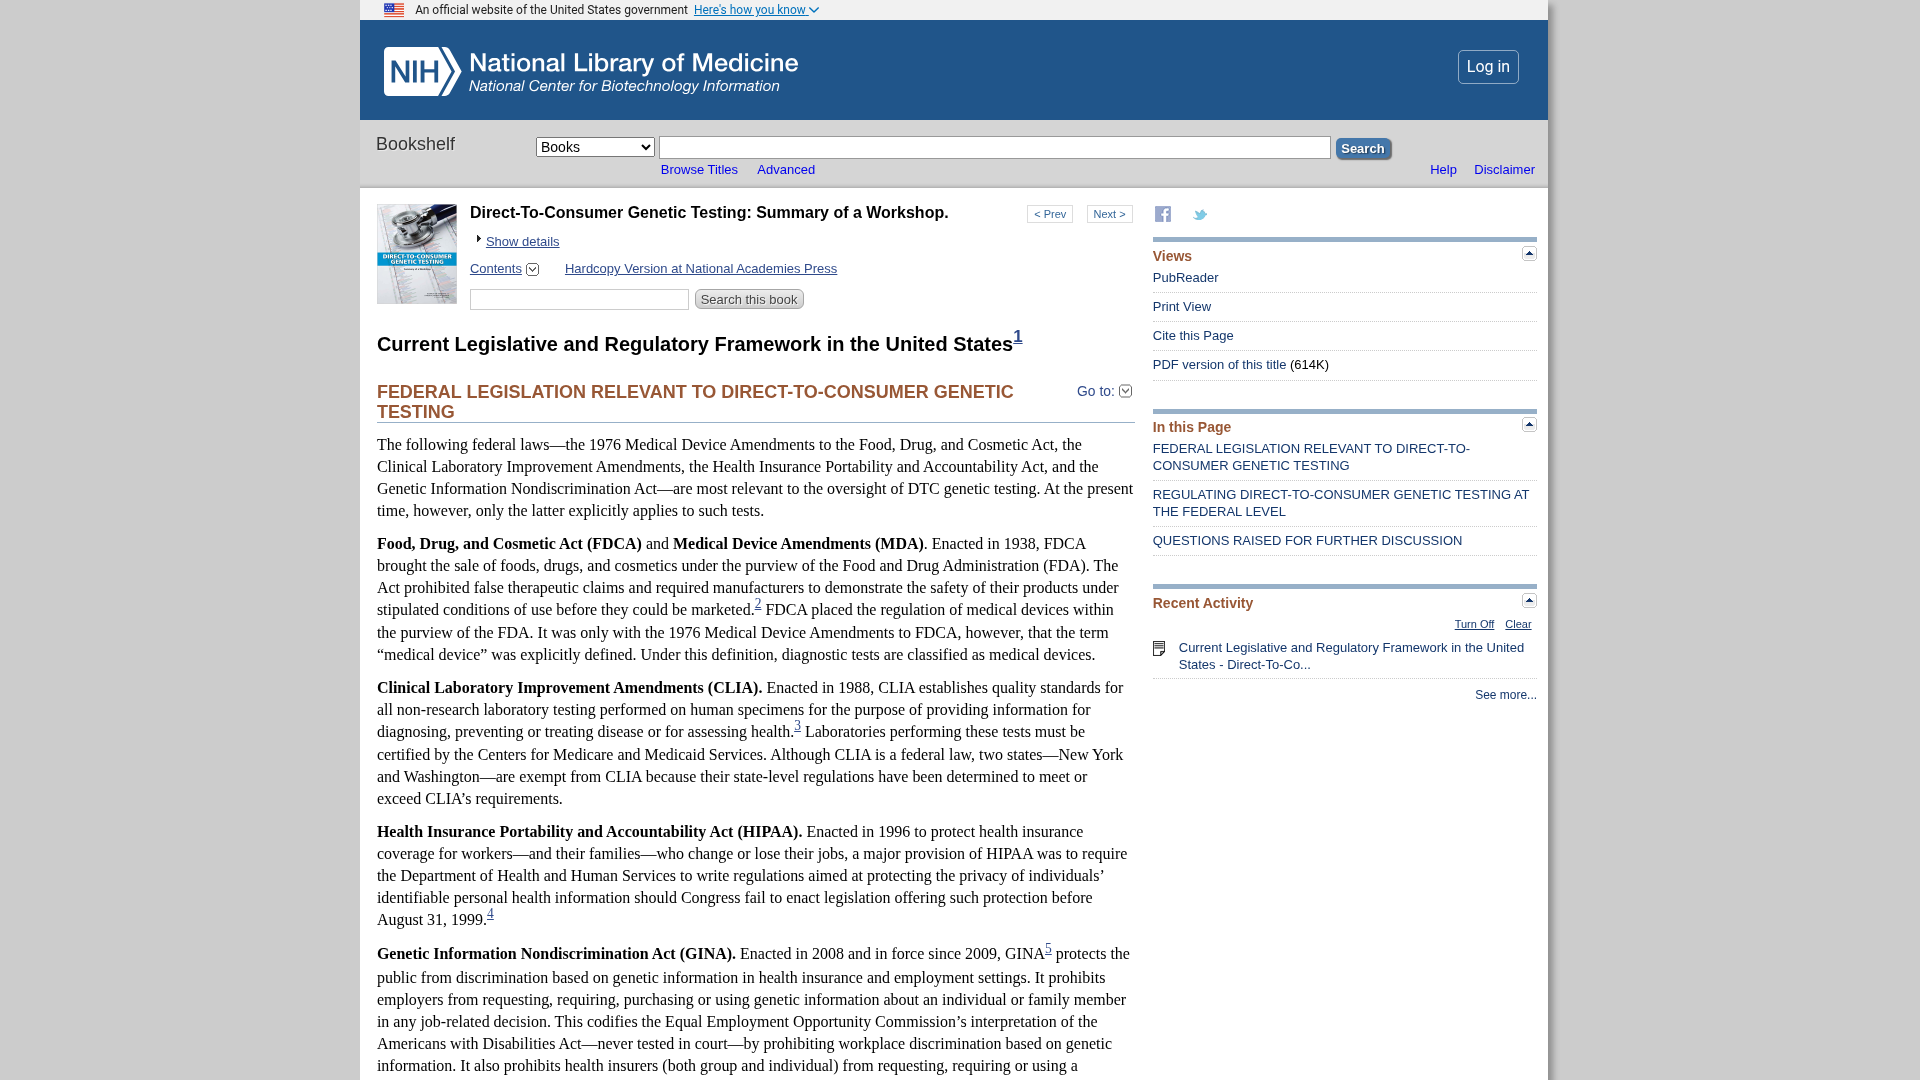 An official website of the United States government Here's how you know
NIH National Library of Medicine
National Center for Biotechnology Information
Log in
Bookshelf
Books
Search
Browse Titles Advanced
Help Disclaimer
DIRECT-TO-CONSUMER
GENETIC TESTING
Direct-To-Consumer Genetic Testing: Summary of a Workshop.
< Prev Next >
Show details
Contents Hardcopy Version at National Academies Press
Search this book
Current Legislative and Regulatory Framework in the United States1
FEDERAL LEGISLATION RELEVANT TO DIRECT-TO-CONSUMER GENETIC
TESTING
Go to:
The following federal laws—the 1976 Medical Device Amendments to the Food, Drug, and Cosmetic Act, the
Clinical Laboratory Improvement Amendments, the Health Insurance Portability and Accountability Act, and the
Genetic Information Nondiscrimination Act—are most relevant to the oversight of DTC genetic testing. At the present
time, however, only the latter explicitly applies to such tests.
Food, Drug, and Cosmetic Act (FDCA) and Medical Device Amendments (MDA). Enacted in 1938, FDCA
brought the sale of foods, drugs, and cosmetics under the purview of the Food and Drug Administration (FDA). The
Act prohibited false therapeutic claims and required manufacturers to demonstrate the safety of their products under
stipulated conditions of use before they could be marketed.2 FDCA placed the regulation of medical devices within
the purview of the FDA. It was only with the 1976 Medical Device Amendments to FDCA, however, that the term
“medical device” was explicitly defined. Under this definition, diagnostic tests are classified as medical devices.
Clinical Laboratory Improvement Amendments (CLIA). Enacted in 1988, CLIA establishes quality standards for
all non-research laboratory testing performed on human specimens for the purpose of providing information for
diagnosing, preventing or treating disease or for assessing health.3 Laboratories performing these tests must be
certified by the Centers for Medicare and Medicaid Services. Although CLIA is a federal law, two states—New York
and Washington—are exempt from CLIA because their state-level regulations have been determined to meet or
exceed CLIA’s requirements.
Health Insurance Portability and Accountability Act (HIPAA). Enacted in 1996 to protect health insurance
coverage for workers—and their families—who change or lose their jobs, a major provision of HIPAA was to require
the Department of Health and Human Services to write regulations aimed at protecting the privacy of individuals’
identifiable personal health information should Congress fail to enact legislation offering such protection before
August 31, 1999.4
Genetic Information Nondiscrimination Act (GINA). Enacted in 2008 and in force since 2009, GINA5 protects the
public from discrimination based on genetic information in health insurance and employment settings. It prohibits
employers from requesting, requiring, purchasing or using genetic information about an individual or family member
in any job-related decision. This codifies the Equal Employment Opportunity Commission’s interpretation of the
Americans with Disabilities Act—never tested in court—by prohibiting workplace discrimination based on genetic
information. It also prohibits health insurers (both group and individual) from requesting, requiring or using a
Views
PubReader
Print View
Cite this Page
PDF version of this title (614K)
In this Page
FEDERAL LEGISLATION RELEVANT TO DIRECT-TO-
CONSUMER GENETIC TESTING
REGULATING DIRECT-TO-CONSUMER GENETIC TESTING AT
THE FEDERAL LEVEL
QUESTIONS RAISED FOR FURTHER DISCUSSION
Recent Activity
Turn Off Clear
Current Legislative and Regulatory Framework in the United
States - Direct-To-Co...
See more...